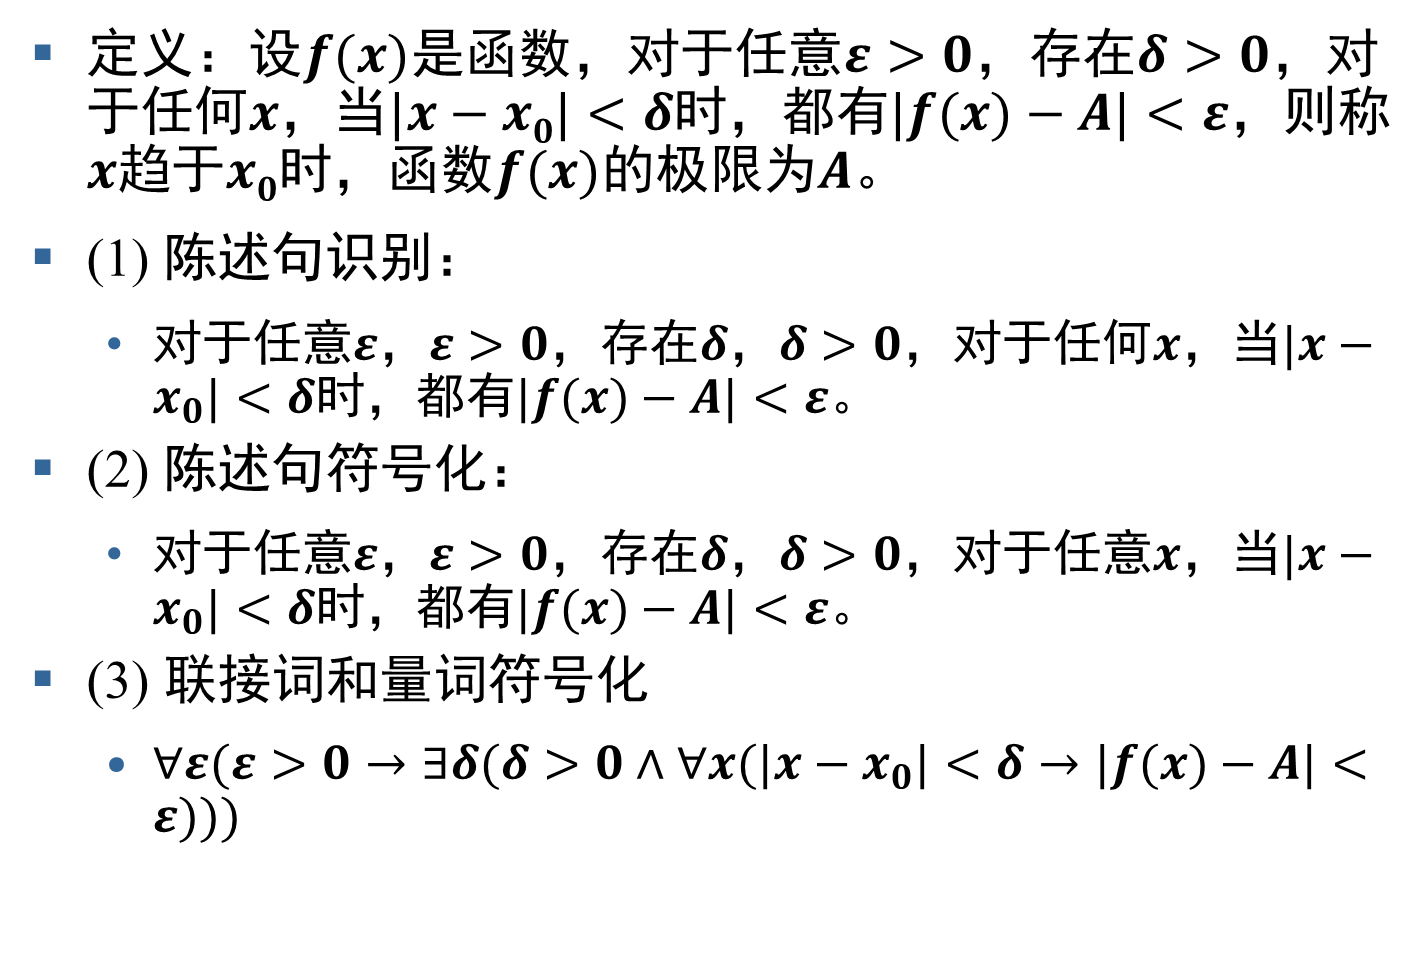 定义：设f(x)是函数，对于任意ε > 0，存在δ > 0，对
于任何x，当|x − x₀| < δ时，都有|f(x) − A| < ε，则称
x趋于x₀时，函数f(x)的极限为A。
(1) 陈述句识别：
对于任意ε，ε > 0，存在δ，δ > 0，对于任何x，当|x −
x₀| < δ时，都有|f(x) − A| < ε。
(2) 陈述句符号化：
对于任意ε，ε > 0，存在δ，δ > 0，对于任意x，当|x −
x₀| < δ时，都有|f(x) − A| < ε。
(3) 联接词和量词符号化
∀ε(ε > 0 → ∃δ(δ > 0 ∧ ∀x(|x − x₀| < δ → |f(x) − A| <
ε)))